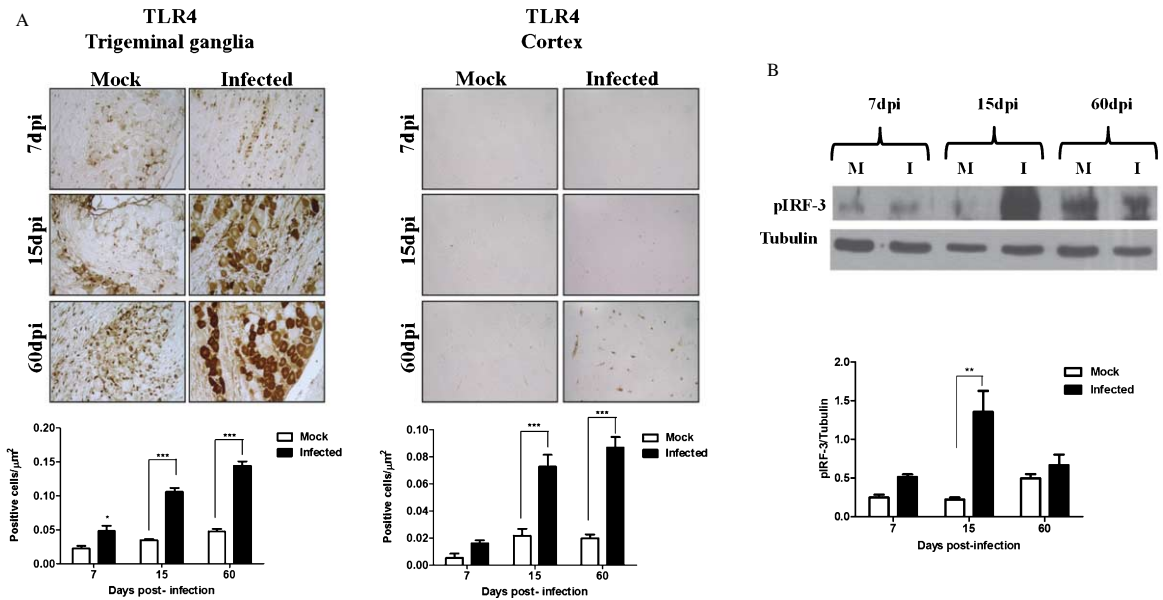 A
TLR4
Trigeminal ganglia
Mock Infected
7dpi
15dpi
60dpi
0.20
0.15
0.10
0.05
0.00
Positive cells/µm²
*
***
***
Mock
Infected
7 15 60
Days post- infection
TLR4
Cortex
Mock Infected
7dpi
15dpi
60dpi
0.10
0.08
0.06
0.04
0.02
0.00
Positive cells/µm²
***
***
Mock
Infected
7 15 60
Days post- infection
B
7dpi 15dpi 60dpi
M I M I M I
pIRF-3
Tubulin
2.0
1.5
1.0
0.5
0.0
pIRF-3/Tubulin
**
Mock
Infected
7 15 60
Days post-infection